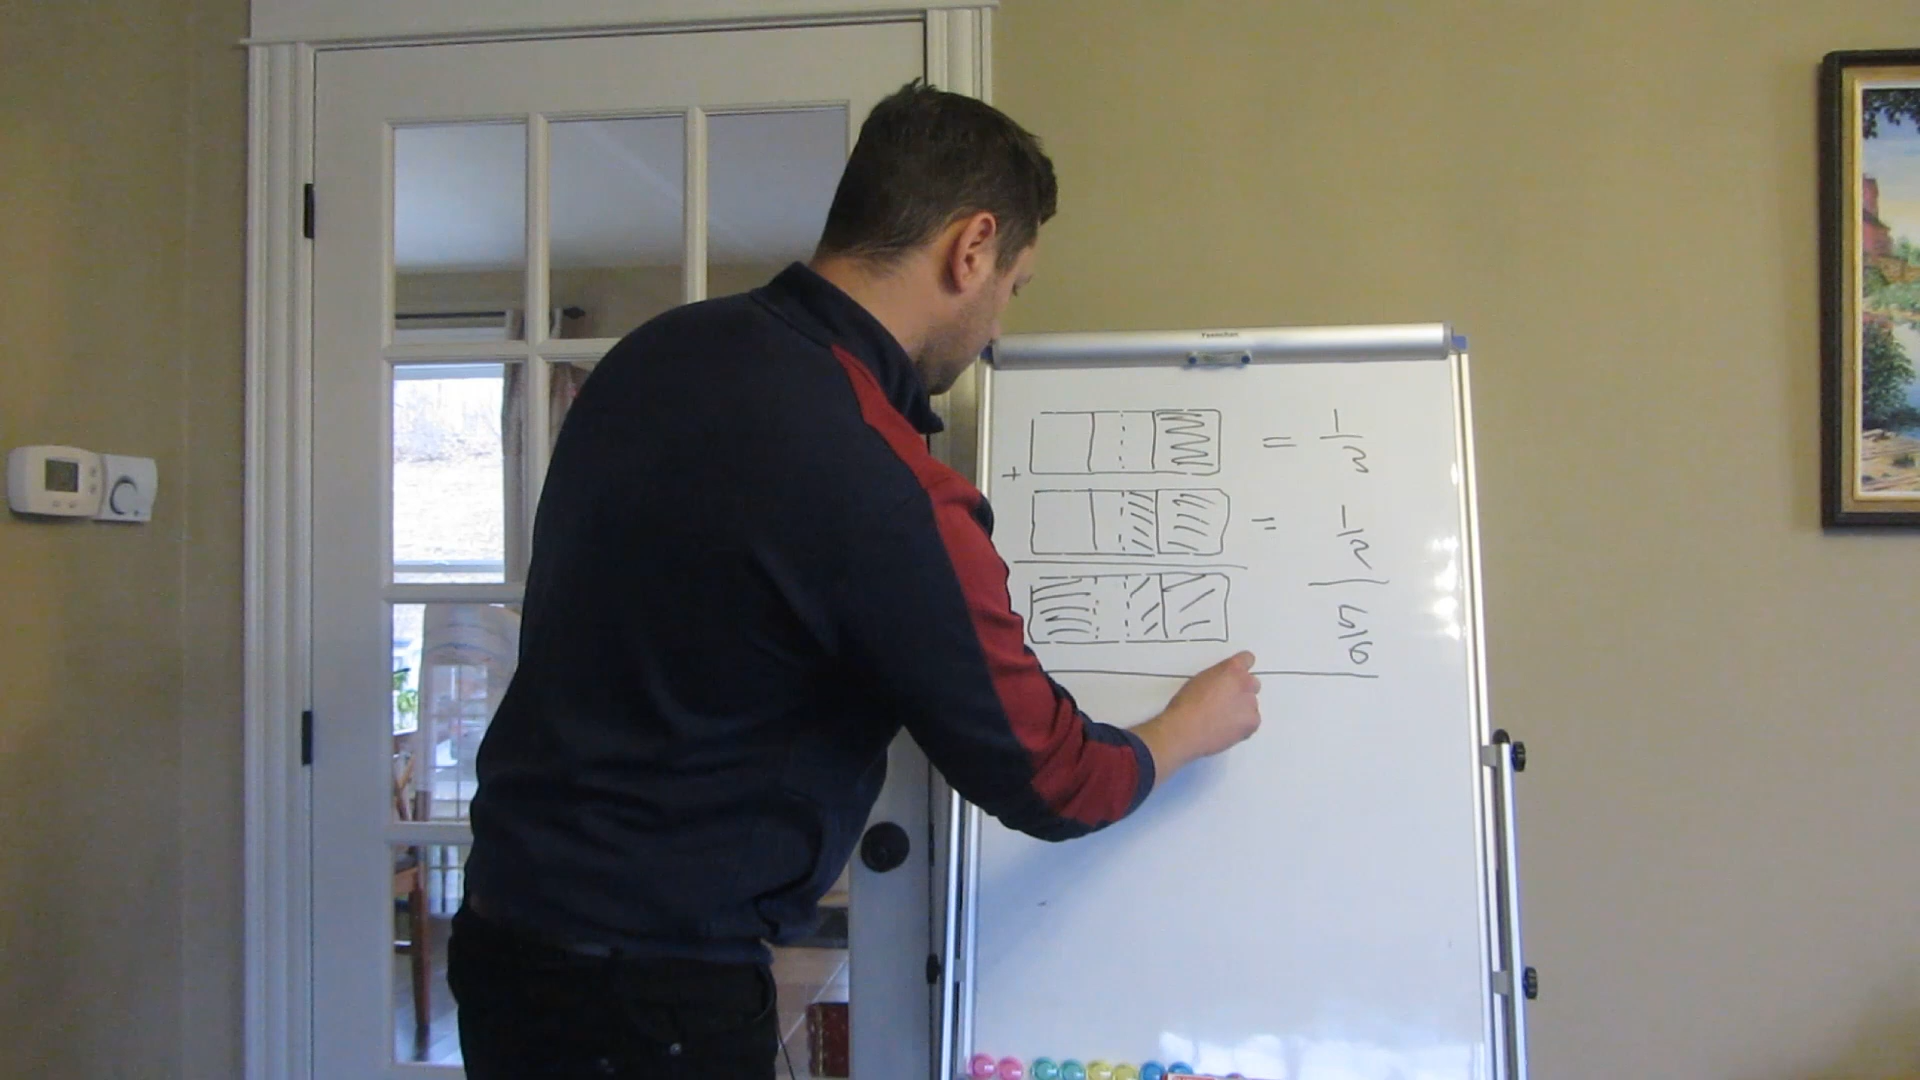 = 1/3
+
= 1/2
5/6